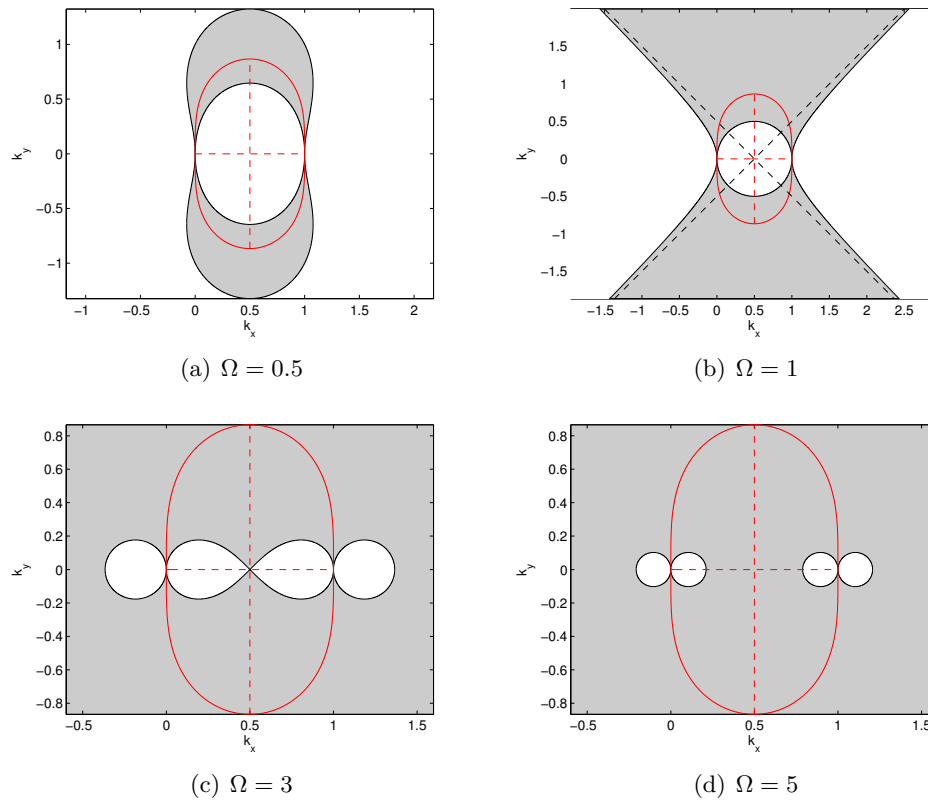 1
0.5
0
−0.5
−1
k_y
−1 −0.5 0 0.5 1 1.5 2
k_x
(a) Ω = 0.5
1.5
1
0.5
0
−0.5
−1
−1.5
k_y
−1.5 −1 −0.5 0 0.5 1 1.5 2 2.5
k_x
(b) Ω = 1
0.8
0.6
0.4
0.2
0
−0.2
−0.4
−0.6
−0.8
k_y
−0.5 0 0.5 1 1.5
k_x
(c) Ω = 3
0.8
0.6
0.4
0.2
0
−0.2
−0.4
−0.6
−0.8
k_y
−0.5 0 0.5 1 1.5
k_x
(d) Ω = 5